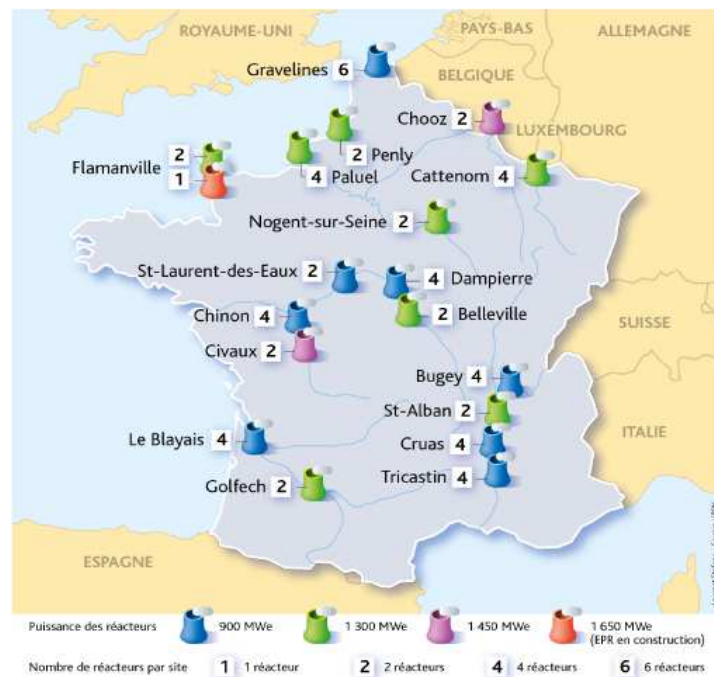 ROYAUME-UNI
PAYS-BAS
ALLEMAGNE
Gravelines 6
BELGIQUE
Chooz 2
LUXEMBOURG
2
Flamanville
1
2 Penly
4 Paluel
Cattenom 4
Nogent-sur-Seine 2
St-Laurent-des-Eaux 2
4 Dampierre
Chinon 4
2 Belleville
SUISSE
Civaux 2
Bugey 4
St-Alban 2
Le Blayais 4
Cruas 4
ITALIE
Tricastin 4
Golfech 2
ESPAGNE
Puissance des réacteurs 900 MWe 1 300 MWe 1 450 MWe 1 650 MWe
(EPR en construction)
Nombre de réacteurs par site 1 1 réacteur 2 2 réacteurs 4 4 réacteurs 6 6 réacteurs